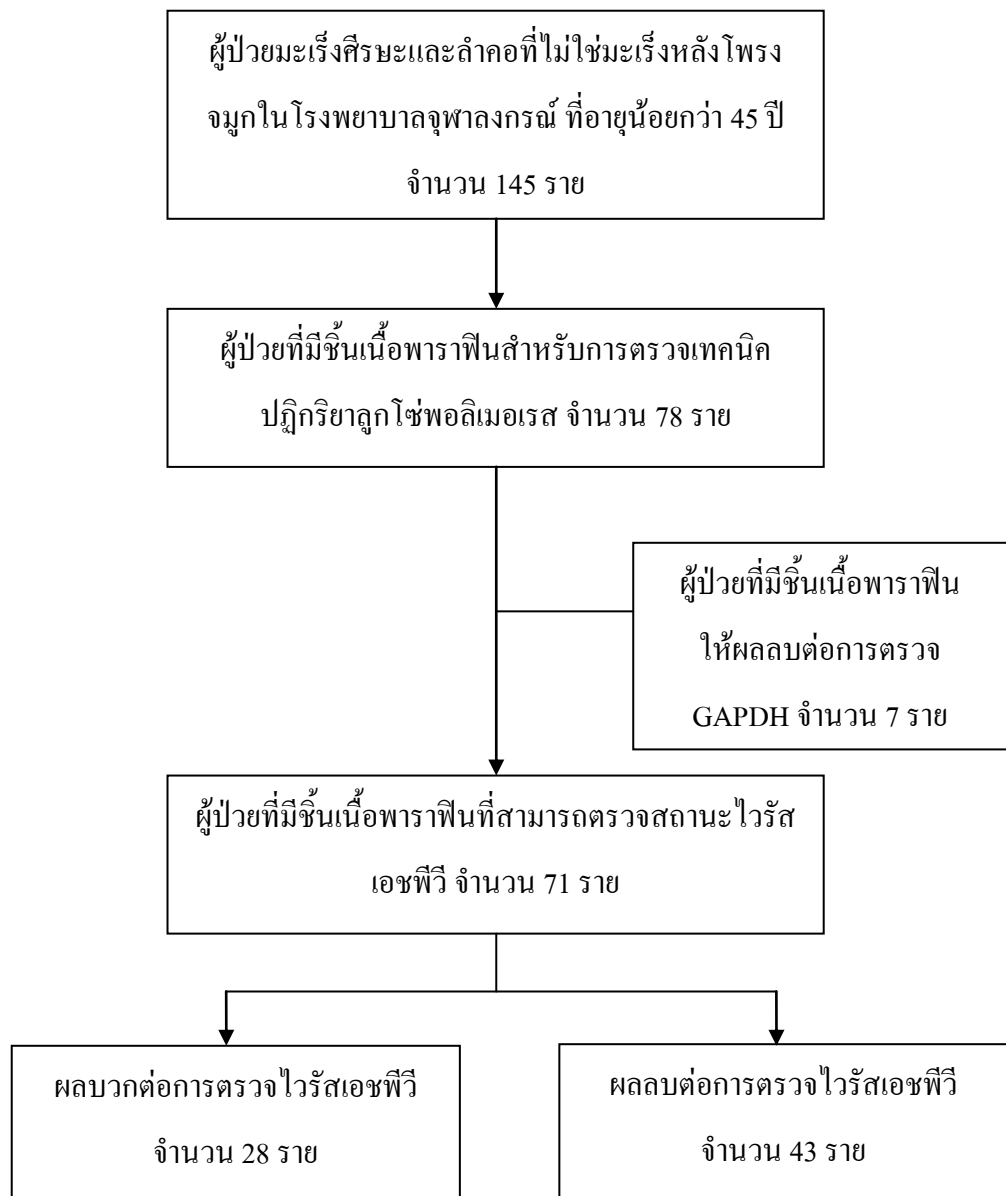 ผู้ป่วยมะเร็งศีรษะและลำคอที่ไม่ใช่มะเร็งหลังโพรง
จมูกในโรงพยาบาลจุฬาลงกรณ์ ที่อายุน้อยกว่า 45 ปี
จำนวน 145 ราย
ผู้ป่วยที่มีชิ้นเนื้อพาราฟินสำหรับการตรวจเทคนิค
ปฏิกริยาลูกโซ่พอลิเมอเรส จำนวน 78 ราย
ผู้ป่วยที่มีชิ้นเนื้อพาราฟิน
ให้ผลลบต่อการตรวจ
GAPDH จำนวน 7 ราย
ผู้ป่วยที่มีชิ้นเนื้อพาราฟินที่สามารถตรวจสถานะไวรัส
เอชพีวี จำนวน 71 ราย
ผลบวกต่อการตรวจไวรัสเอชพีวี
จำนวน 28 ราย
ผลลบต่อการตรวจไวรัสเอชพีวี
จำนวน 43 ราย